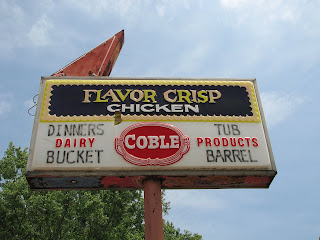 FLAVOR CRISP
CHICKEN
DINNERS TUB
DAIRY COBLE PRODUCTS
BUCKET BARREL